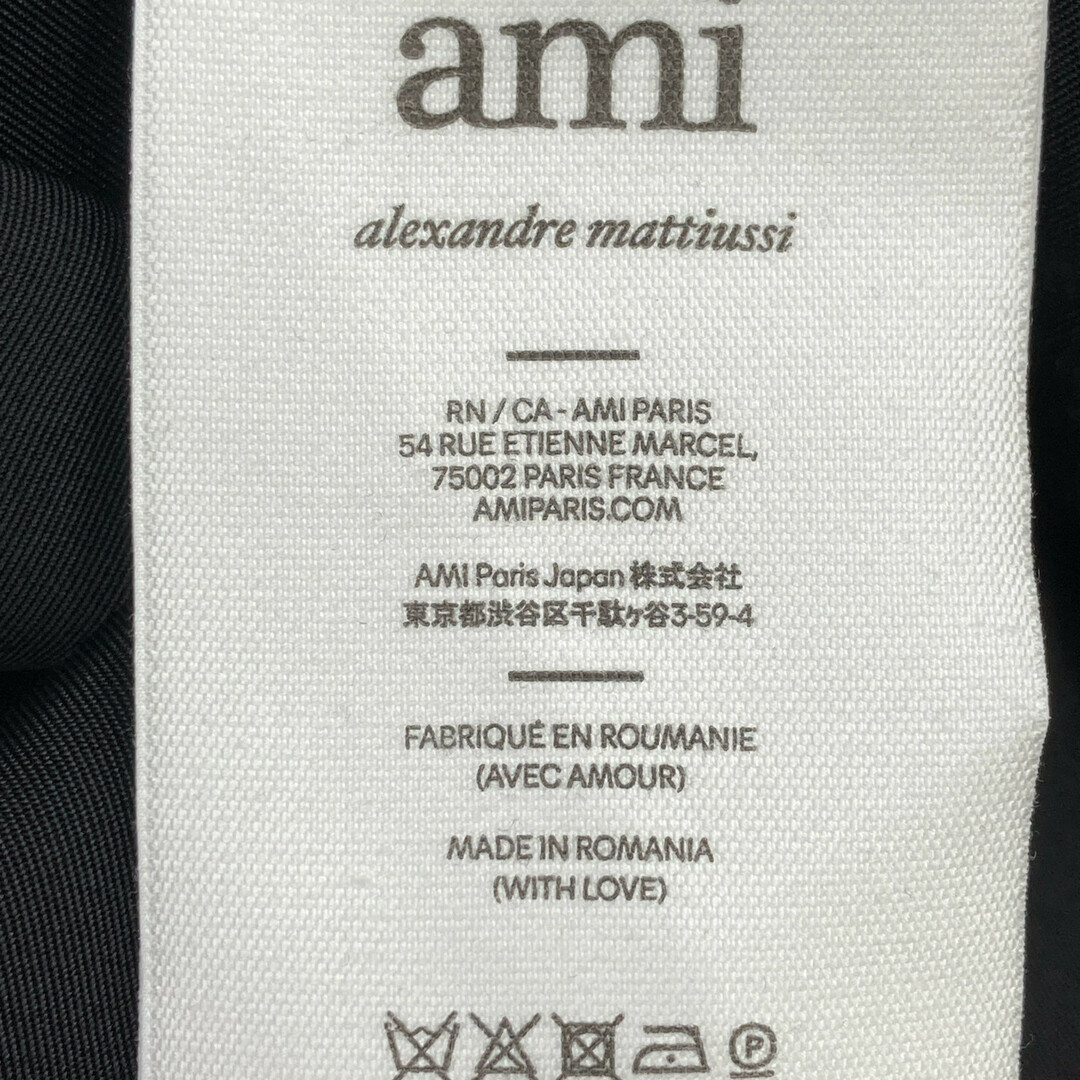 ami
alexandre mattiussi
RN / CA - AMI PARIS
54 RUE ETIENNE MARCEL,
75002 PARIS FRANCE
AMIPARIS.COM
AMI Paris Japan 株式会社
東京都渋谷区千駄ヶ谷3-59-4
FABRIQUÉ EN ROUMANIE
(AVEC AMOUR)
MADE IN ROMANIA
(WITH LOVE)
P